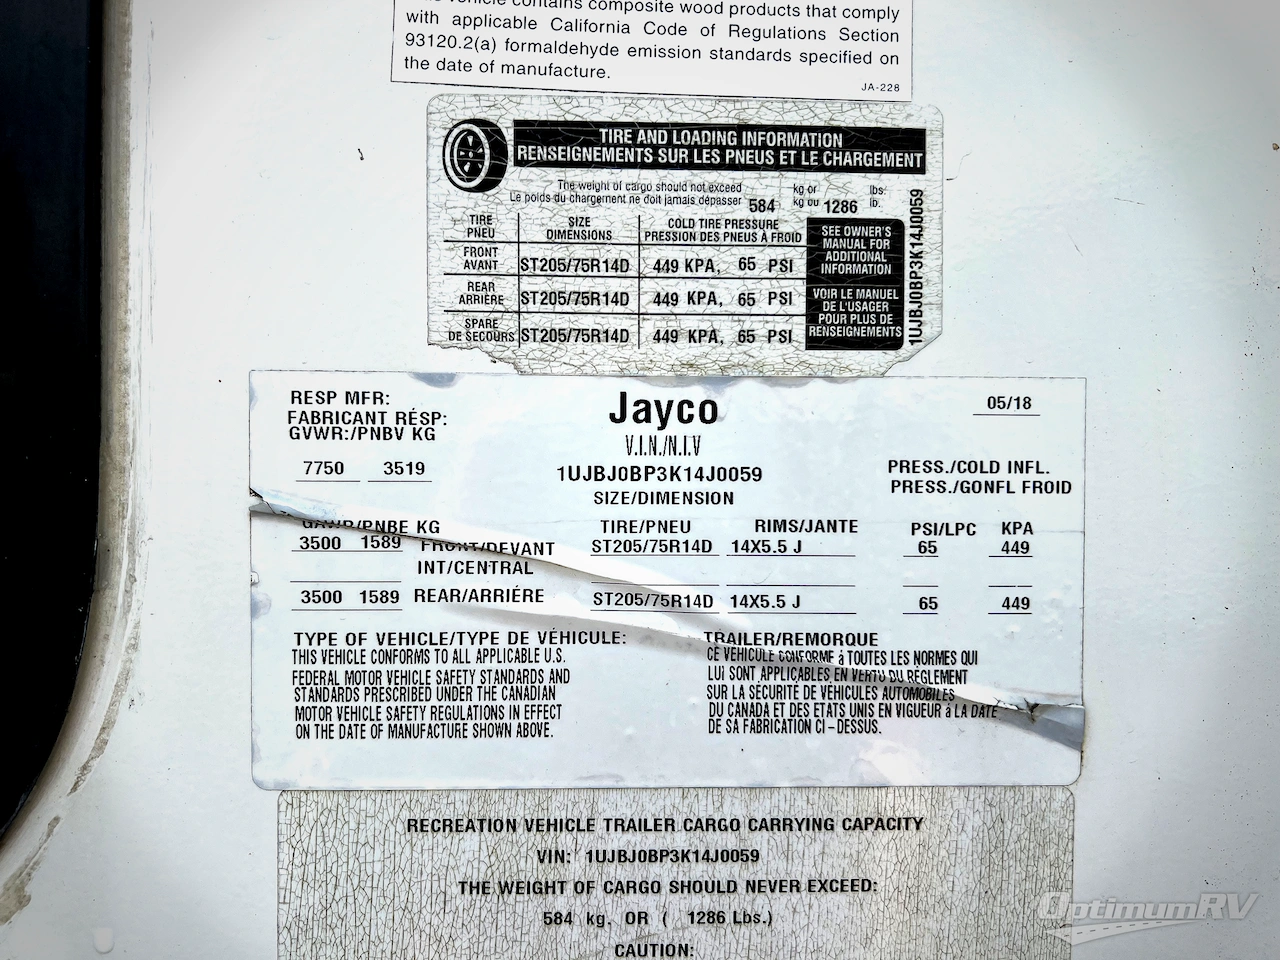 vehicle contains composite wood products that comply
with applicable California Code of Regulations Section
93120.2(a) formaldehyde emission standards specified on
the date of manufacture.
JA-228
TIRE AND LOADING INFORMATION
RENSEIGNEMENTS SUR LES PNEUS ET LE CHARGEMENT
The weight of cargo should not exceed
Le poids du chargement ne doit jamais dépasser 584 kg or kg ou 1286 lbs. lb.
TIRE PNEU SIZE DIMENSIONS COLD TIRE PRESSURE PRESSION DES PNEUS À FROID
FRONT AVANT ST205/75R14D 449 KPA, 65 PSI
REAR ARRIÈRE ST205/75R14D 449 KPA, 65 PSI
SPARE DE SECOURS ST205/75R14D 449 KPA, 65 PSI
SEE OWNER'S
MANUAL FOR
ADDITIONAL
INFORMATION
VOIR LE MANUEL
DE L'USAGER
POUR PLUS DE
RENSEIGNEMENTS
1UJBJ0BP3K14J0059
RESP MFR:
FABRICANT RÉSP:
GVWR:/PNBV KG
7750 3519
Jayco
V.I.N./N.I.V
1UJBJ0BP3K14J0059
SIZE/DIMENSION
05/18
PRESS./COLD INFL.
PRESS./GONFL FROID
GAWR/PNBE KG TIRE/PNEU RIMS/JANTE PSI/LPC KPA
3500 1589 FRONT/DEVANT ST205/75R14D 14X5.5 J 65 449
INT/CENTRAL
3500 1589 REAR/ARRIÉRE ST205/75R14D 14X5.5 J 65 449
TYPE OF VEHICLE/TYPE DE VÉHICULE: TRAILER/REMORQUE
THIS VEHICLE CONFORMS TO ALL APPLICABLE U.S.
FEDERAL MOTOR VEHICLE SAFETY STANDARDS AND
STANDARDS PRESCRIBED UNDER THE CANADIAN
MOTOR VEHICLE SAFETY REGULATIONS IN EFFECT
ON THE DATE OF MANUFACTURE SHOWN ABOVE.
CE VEHICULE CONFORME á TOUTES LES NORMES QUI
LUI SONT APPLICABLES EN VERTU DU RÈGLEMENT
SUR LA SÉCURITÉ DE VÉHICULES AUTOMOBILES
DU CANADA ET DES ETATS UNIS EN VIGUEUR á LA DATE
DE SA FABRICATION CI-DESSUS.
RECREATION VEHICLE TRAILER CARGO CARRYING CAPACITY
VIN: 1UJBJ0BP3K14J0059
THE WEIGHT OF CARGO SHOULD NEVER EXCEED:
584 kg. OR ( 1286 Lbs.)
CAUTION:
OptimumRV